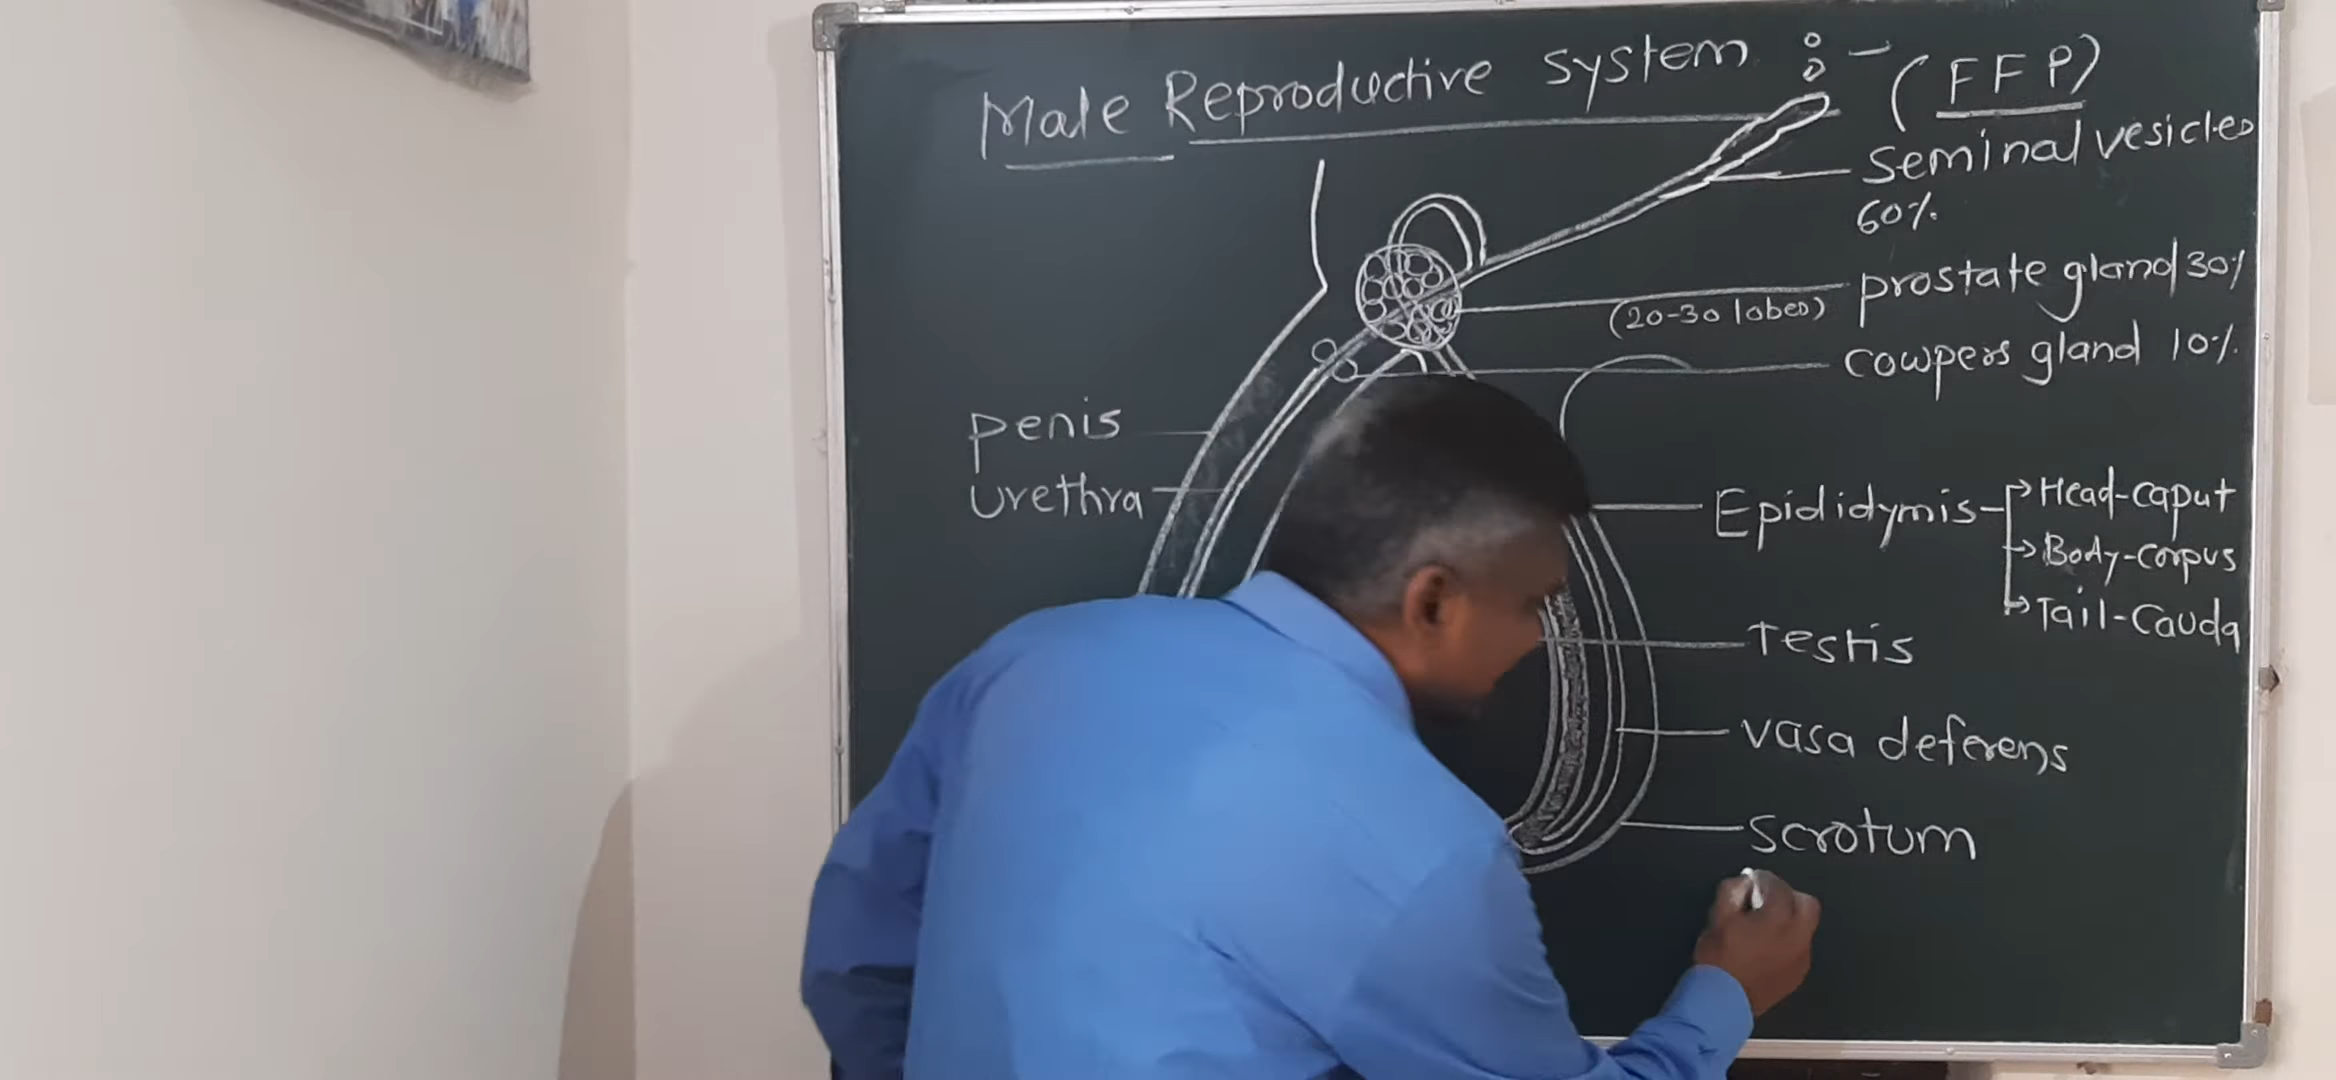 Male Reproductive System :- (FFP)
Seminal vesicles
60%
prostate gland 30%
(20-30 lobes)
cowpers gland 10%
penis
urethra
Epididymis
Head-caput
Body-corpus
Tail-Cauda
Testis
vasa deferens
scrotum